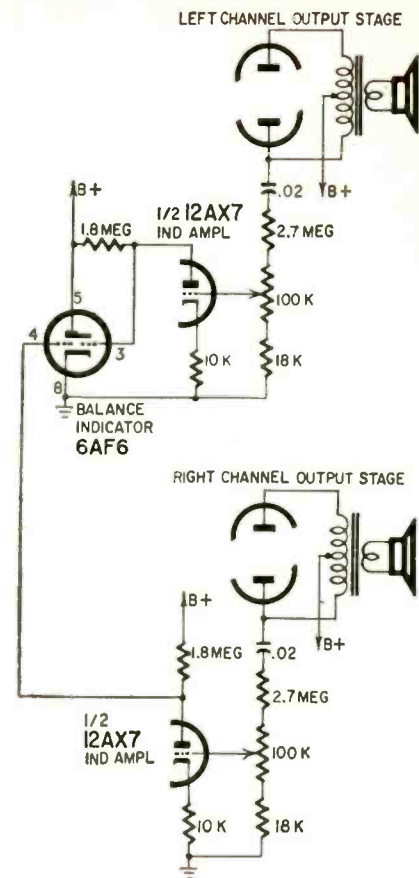 LEFT CHANNEL OUTPUT STAGE
B+
.02
B+
1/2 12AX7
IND AMPL
1.8 MEG
2.7 MEG
5
100 K
4
3
10 K
18 K
8
BALANCE
INDICATOR
6AF6
RIGHT CHANNEL OUTPUT STAGE
B+
B+
1.8 MEG
.02
2.7 MEG
1/2
12AX7
IND AMPL
100 K
10 K
18 K